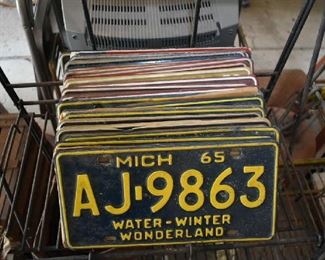 MICH 65
AJ-9863
WATER-WINTER
WONDERLAND